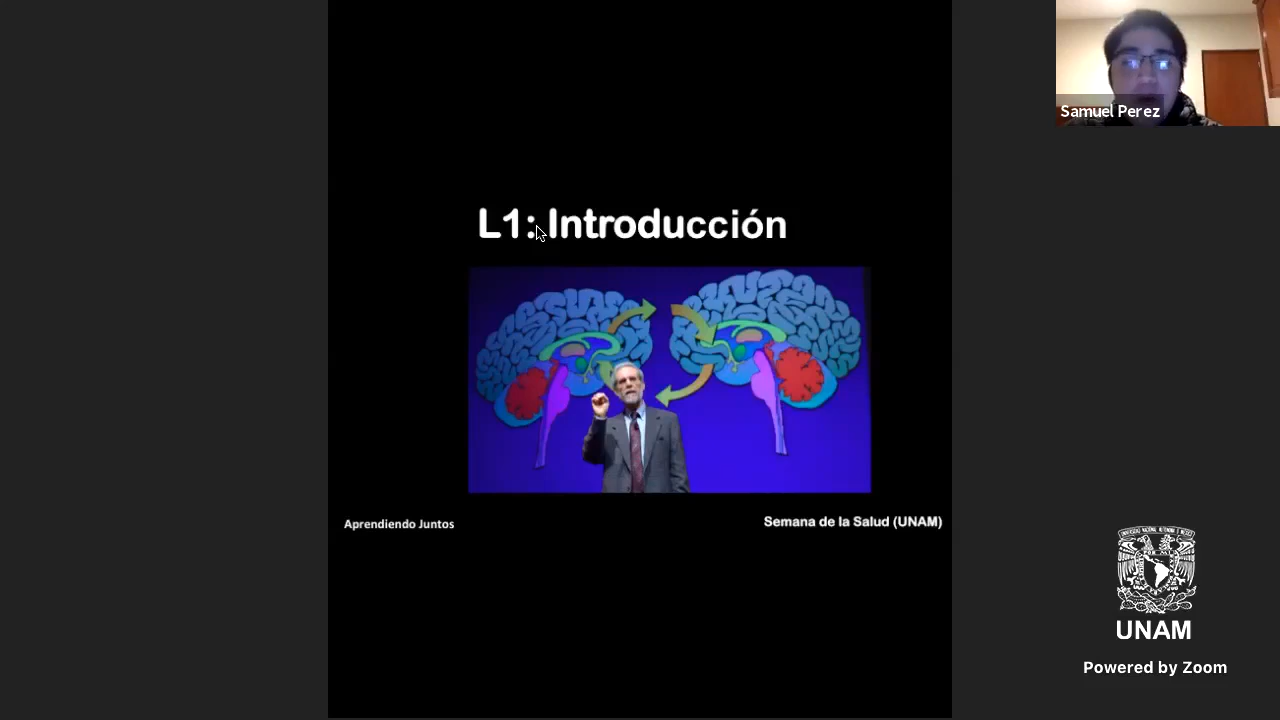 Samuel Perez
L1: Introducción
Aprendiendo Juntos
Semana de la Salud (UNAM)
UNAM
Powered by Zoom